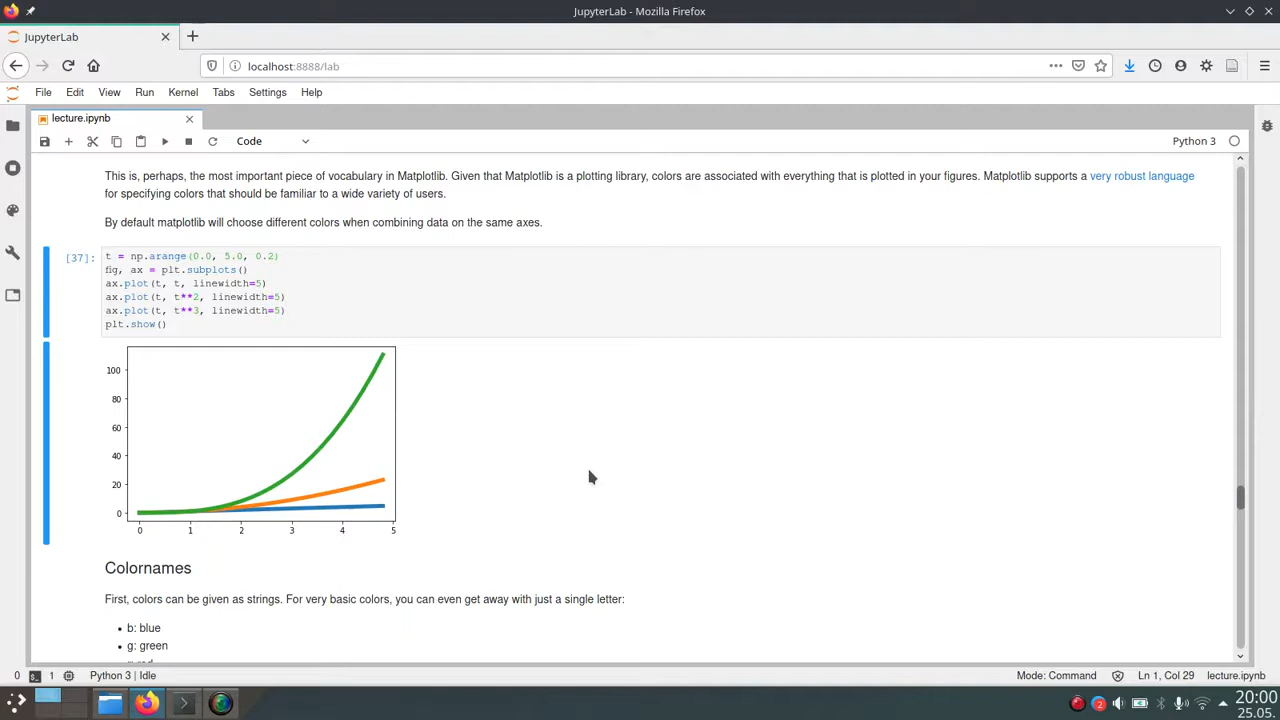 JupyterLab - Mozilla Firefox
JupyterLab
localhost:8888/lab
File Edit View Run Kernel Tabs Settings Help
lecture.ipynb
Code
Python 3
This is, perhaps, the most important piece of vocabulary in Matplotlib. Given that Matplotlib is a plotting library, colors are associated with everything that is plotted in your figures. Matplotlib supports a very robust language
for specifying colors that should be familiar to a wide variety of users.
By default matplotlib will choose different colors when combining data on the same axes.
[37]: t = np.arange(0.0, 5.0, 0.2)
fig, ax = plt.subplots()
ax.plot(t, t, linewidth=5)
ax.plot(t, t**2, linewidth=5)
ax.plot(t, t**3, linewidth=5)
plt.show()
100
80
60
40
20
0
0 1 2 3 4 5
Colornames
First, colors can be given as strings. For very basic colors, you can even get away with just a single letter:
• b: blue
• g: green
0 1 Python 3 | Idle Mode: Command Ln 1, Col 29 lecture.ipynb
2 20:00
25.05.